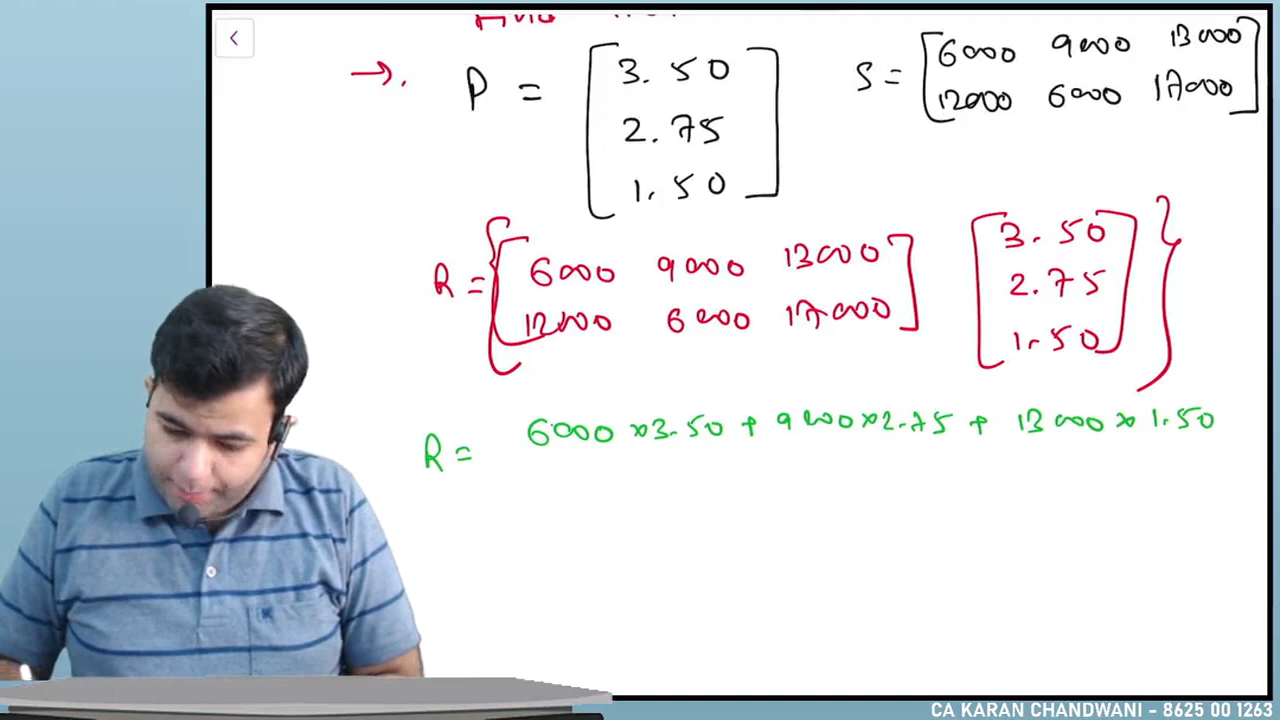 P = [3.50
2.75
1.50]
S = [6000 9000 13000
12000 6000 17000]
R = {[6000 9000 13000
12000 6000 17000] [3.50
2.75
1.50]}
R = 6000 × 3.50 + 9000 × 2.75 + 13000 × 1.50
CA KARAN CHANDWANI - 8625 00 1263